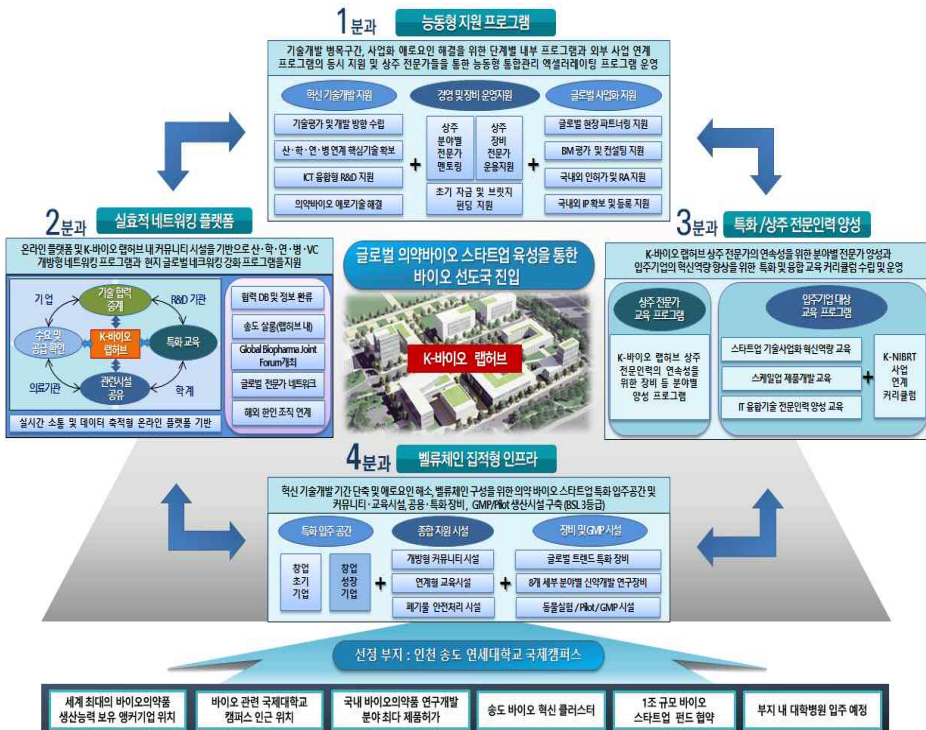 1분과 능동형 지원 프로그램
기술개발 병목구간, 사업화 애로요인 해결을 위한 단계별 내부 프로그램과 외부 사업 연계
프로그램의 동시 지원 및 상주 전문가들을 통한 능동형 통합관리 엑셀러레이팅 프로그램 운영
혁신 기술개발 지원
기술평가 및 개발 방향 수립
산·학·연·병 연계 핵심기술 확보
ICT 융합형 R&D 지원
의약바이오 애로기술 해결
+
경영 및 장비 운영지원
상주
분야별
전문가
멘토링
상주
장비
전문가
운용지원
초기 자금 및 브릿지
펀딩 지원
+
글로벌 사업화 지원
글로벌 현장 파트너링 지원
BM 평가 및 컨설팅 지원
국내외 인허가 및 RA 지원
국내외 IP 확보 및 등록 지원
2분과 실효적 네트워킹 플랫폼
온라인 플랫폼 및 K-바이오 랩허브 내 커뮤니티 시설을 기반으로 산·학·연·병·VC
개방형 네트워킹 프로그램과 현지 글로벌 네크워킹 강화 프로그램을 지원
기업
기술 협력
중계
R&D 기관
수요 및
공급 확인
K-바이오
랩허브
특화 교육
의료기관
관련시설
공유
학계
협력 DB 및 정보 환류
송도 살롱(랩허브 내)
Global Biopharma Joint
Forum개최
글로벌 전문가 네트워크
해외 한인 조직 연계
실시간 소통 및 데이터 축적형 온라인 플랫폼 기반
글로벌 의약바이오 스타트업 육성을 통한
바이오 선도국 진입
K-바이오 랩허브
3분과 특화/상주 전문인력 양성
K-바이오 랩허브 상주 전문가의 연속성을 위한 분야별 전문가 양성과
입주기업의 혁신역량 향상을 위한 특화 및 융합 교육 커리큘럼 수립 및 운영
상주 전문가
교육 프로그램
K-바이오 랩허브 상주
전문인력의 연속성을
위한 장비 등 분야별
양성 프로그램
입주기업 대상
교육 프로그램
스타트업 기술사업화 혁신역량 교육
스케일업 제품개발 교육
IT 융합기술 전문인력 양성 교육
+
K-NIBRT
사업
연계
커리큘럼
4분과 벨류체인 집적형 인프라
혁신 기술개발 기간 단축 및 애로요인 해소, 벨류체인 구성을 위한 의약 바이오 스타트업 특화 입주공간 및
커뮤니티·교육시설, 공용·특화 장비, GMP/Pilot 생산시설 구축 (BSL 3등급)
특화 입주 공간
창업
초기
기업
창업
성장
기업
+
종합 지원 시설
개방형 커뮤니티 시설
연계형 교육시설
폐기물 안전처리 시설
+
장비 및 GMP 시설
글로벌 트렌드 특화 장비
8개 세부 분야별 신약개발 연구장비
동물실험 / Pilot / GMP 시설
선정 부지 : 인천 송도 연세대학교 국제캠퍼스
세계 최대의 바이오의약품
생산능력 보유 앵커기업 위치
바이오 관련 국제대학교
캠퍼스 인근 위치
국내 바이오의약품 연구개발
분야 최다 제품허가
송도 바이오 혁신 클러스터
1조 규모 바이오
스타트업 펀드 협약
부지 내 대학병원 입주 예정